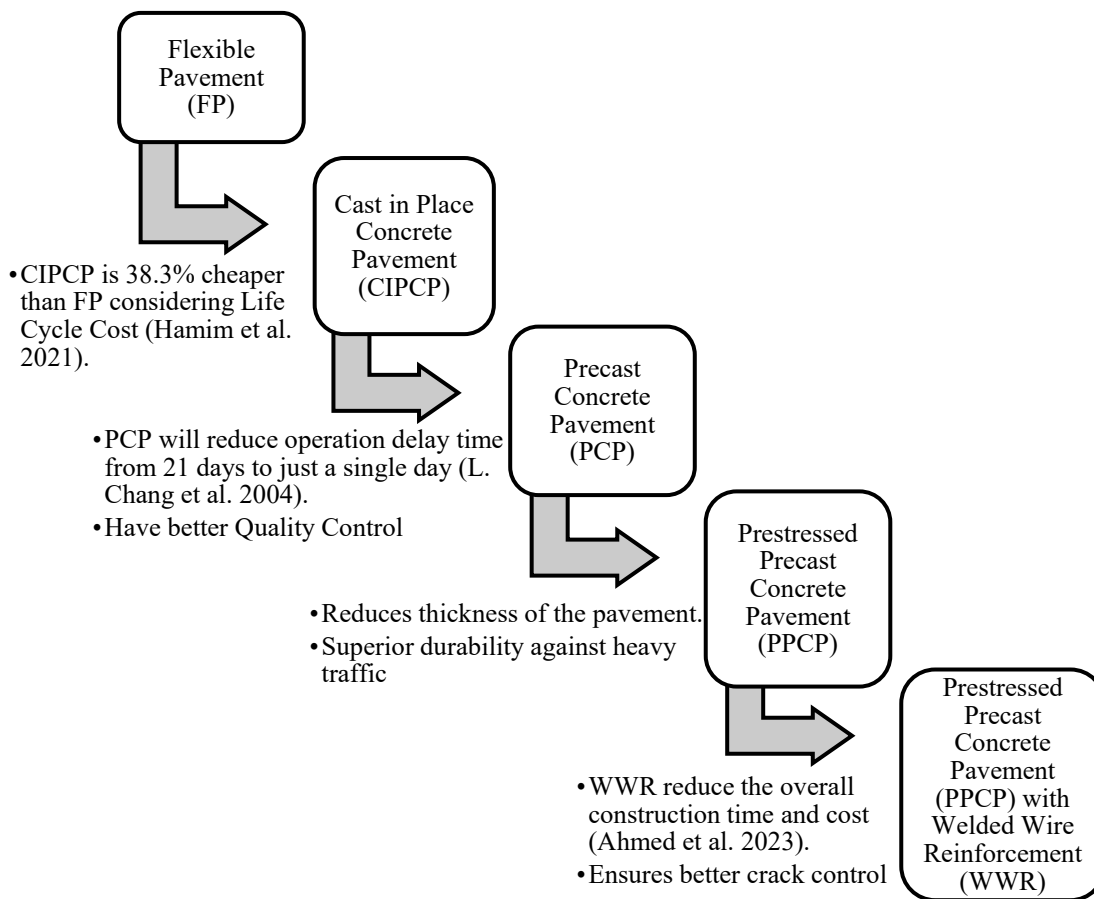 Flexible
Pavement
(FP)
Cast in Place
Concrete
Pavement
(CIPCP)
•CIPCP is 38.3% cheaper
than FP considering Life
Cycle Cost (Hamim et al.
2021).
Precast
Concrete
Pavement
(PCP)
•PCP will reduce operation delay time
from 21 days to just a single day (L.
Chang et al. 2004).
•Have better Quality Control
Prestressed
Precast
Concrete
Pavement
(PPCP)
•Reduces thickness of the pavement.
•Superior durability against heavy
traffic
Prestressed
Precast
Concrete
Pavement
(PPCP) with
Welded Wire
Reinforcement
(WWR)
•WWR reduce the overall
construction time and cost
(Ahmed et al. 2023).
•Ensures better crack control